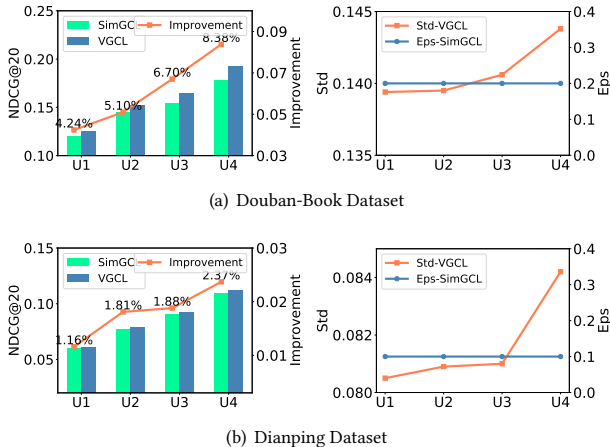 0.25
0.20
0.15
0.10
NDCG@20
SimGC
VGCL
Improvement
4.24%
5.10%
6.70%
8.38%
U1 U2 U3 U4
0.09
0.07
0.05
0.03
Improvement
0.145
0.140
0.135
Std
Std-VGCL
Eps-SimGCL
U1 U2 U3 U4
0.4
0.3
0.2
0.1
0.0
Eps
(a) Douban-Book Dataset
0.15
0.10
0.05
NDCG@20
SimGC
VGCL
Improvement
1.16%
1.81%
1.88%
2.37%
U1 U2 U3 U4
0.03
0.02
0.01
Improvement
0.084
0.082
0.080
Std
Std-VGCL
Eps-SimGCL
U1 U2 U3 U4
0.4
0.3
0.2
0.1
0.0
Eps
(b) Dianping Dataset